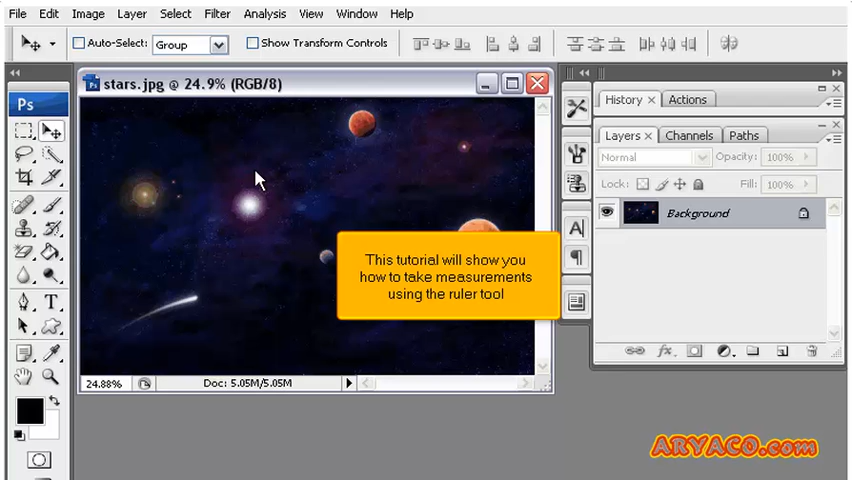 File Edit Image Layer Select Filter Analysis View Window Help
Auto-Select: Group Show Transform Controls
Ps stars.jpg @ 24.9% (RGB/8)
History x Actions
Ps
Layers x Channels Paths
Normal Opacity: 100%
Lock: Fill: 100%
Background
This tutorial will show you
how to take measurements
using the ruler tool
24.88% Doc: 5.05M/5.05M
ARYACO.com